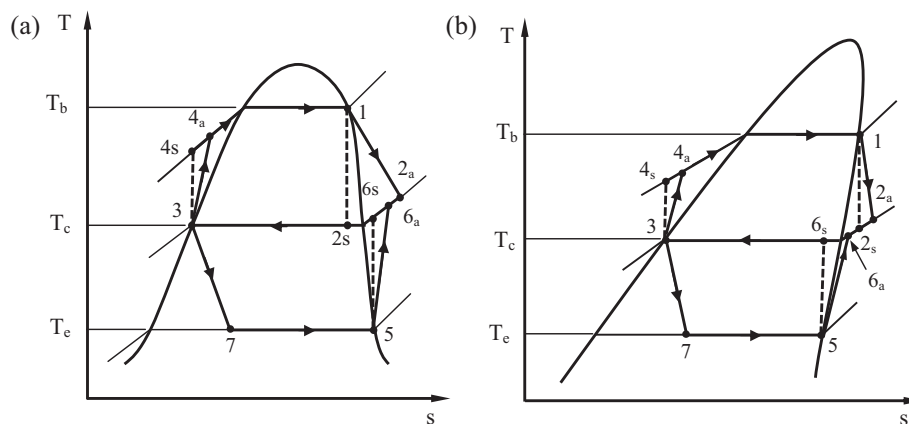 (a)
T
T_b
T_c
T_e
4s
4_a
1
2_a
6s
6_a
3
2s
7
5
s
(b)
T
T_b
T_c
T_e
4_s
4_a
1
2_a
6_s
2_s
6_a
3
7
5
s